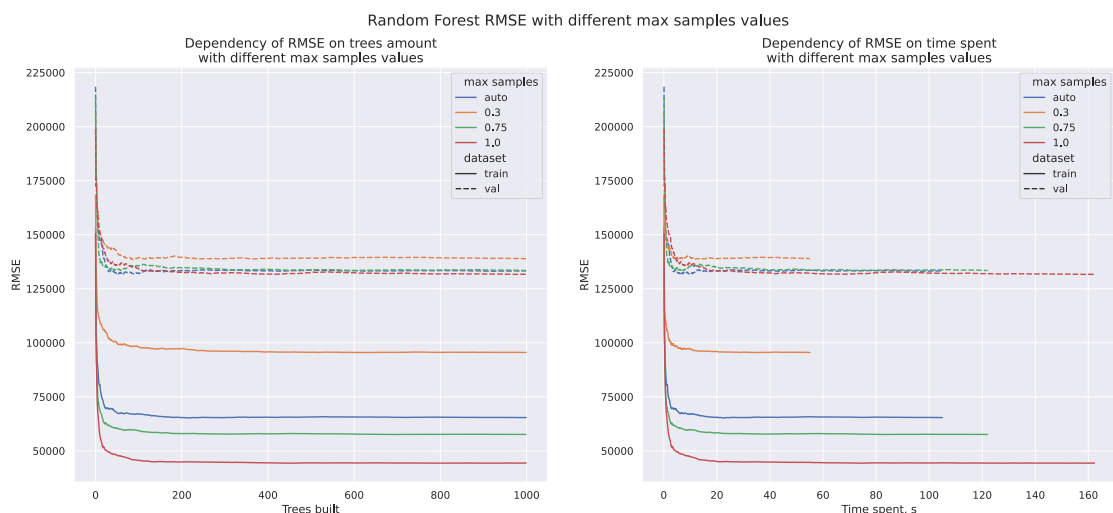 Random Forest RMSE with different max samples values
Dependency of RMSE on trees amount
with different max samples values
225000
200000
175000
150000
125000
100000
75000
50000
RMSE
0
200
400
600
800
1000
Trees built
max samples
auto
0.3
0.75
1.0
dataset
train
val
Dependency of RMSE on time spent
with different max samples values
225000
200000
175000
150000
125000
100000
75000
50000
RMSE
0
20
40
60
80
100
120
140
160
Time spent, s
max samples
auto
0.3
0.75
1.0
dataset
train
val